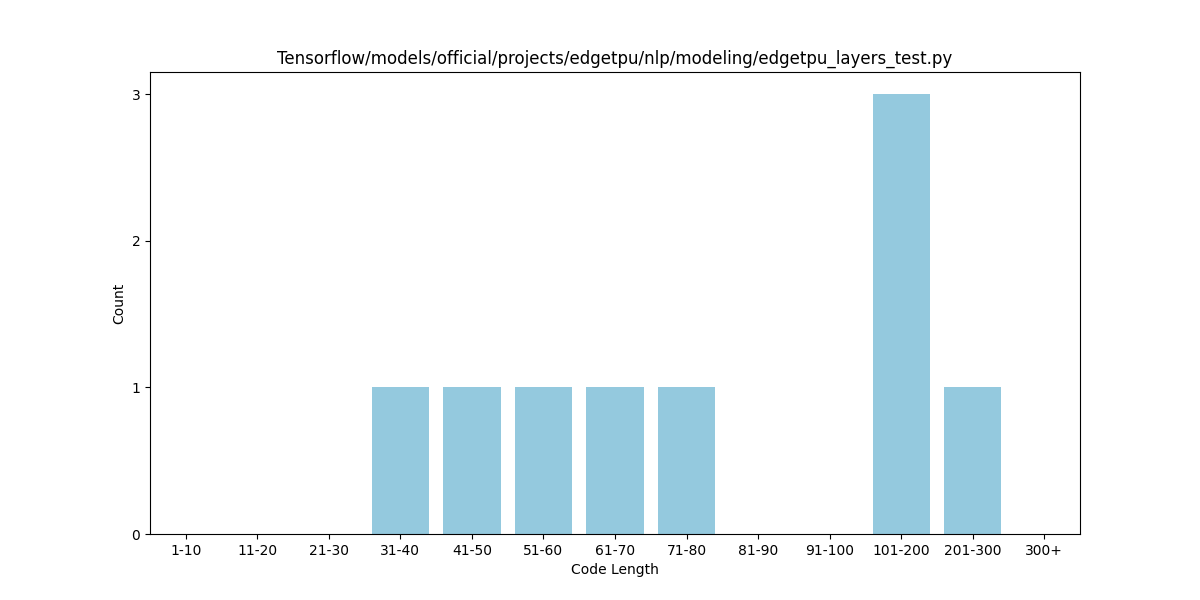 Tensorflow/models/official/projects/edgetpu/nlp/modeling/edgetpu_layers_test.py
3
2
1
0
Count
1-10 11-20 21-30 31-40 41-50 51-60 61-70 71-80 81-90 91-100 101-200 201-300 300+
Code Length